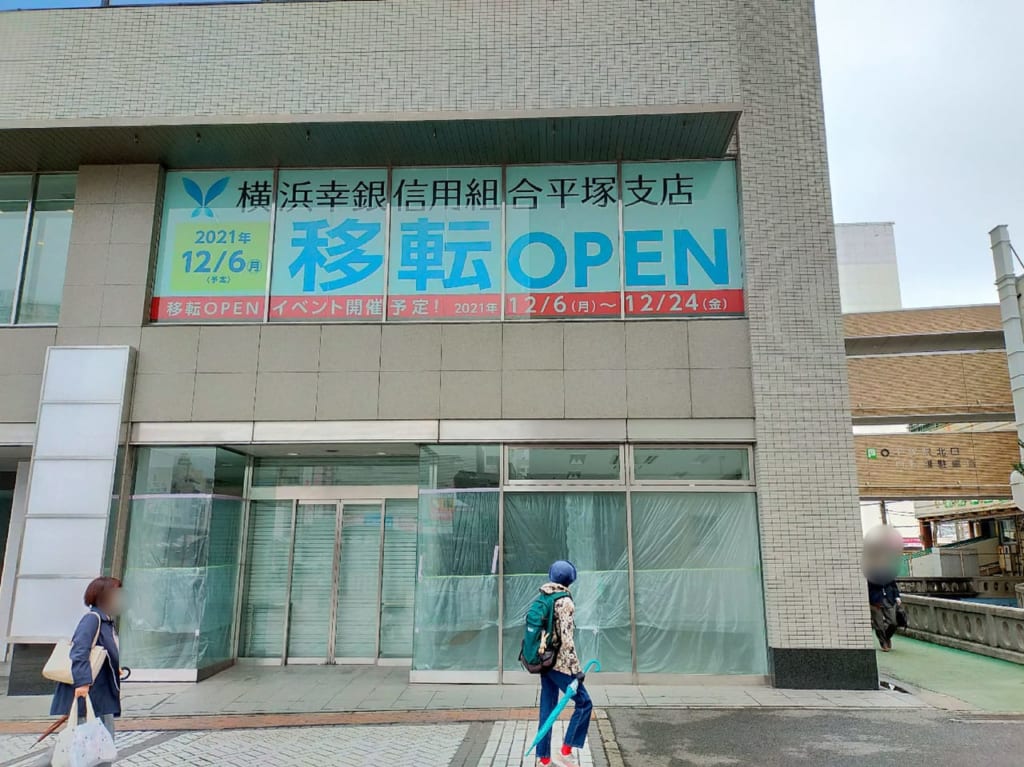 横浜幸銀信用組合平塚支店
2021年
12/6(月)
(予定)
移転OPEN
移転OPENイベント開催予定! 2021年 12/6(月)～12/24(金)